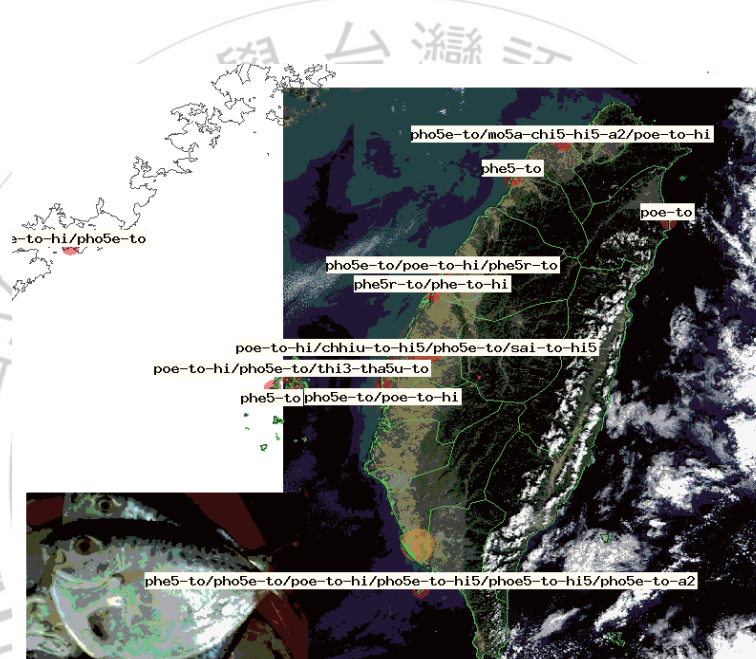 學 台灣
pho5e-to/mo5a-chi5-hi5-a2/poe-to-hi
phe5-to
poe-to
e-to-hi/pho5e-to
pho5e-to/poe-to-hi/phe5r-to
phe5r-to/phe-to-hi
poe-to-hi/chhiu-to-hi5/pho5e-to/sai-to-hi5
poe-to-hi/pho5e-to/thi3-tha5u-to
phe5-to
pho5e-to/poe-to-hi
phe5-to/pho5e-to/poe-to-hi/pho5e-to-hi5/phoe5-to-hi5/pho5e-to-a2